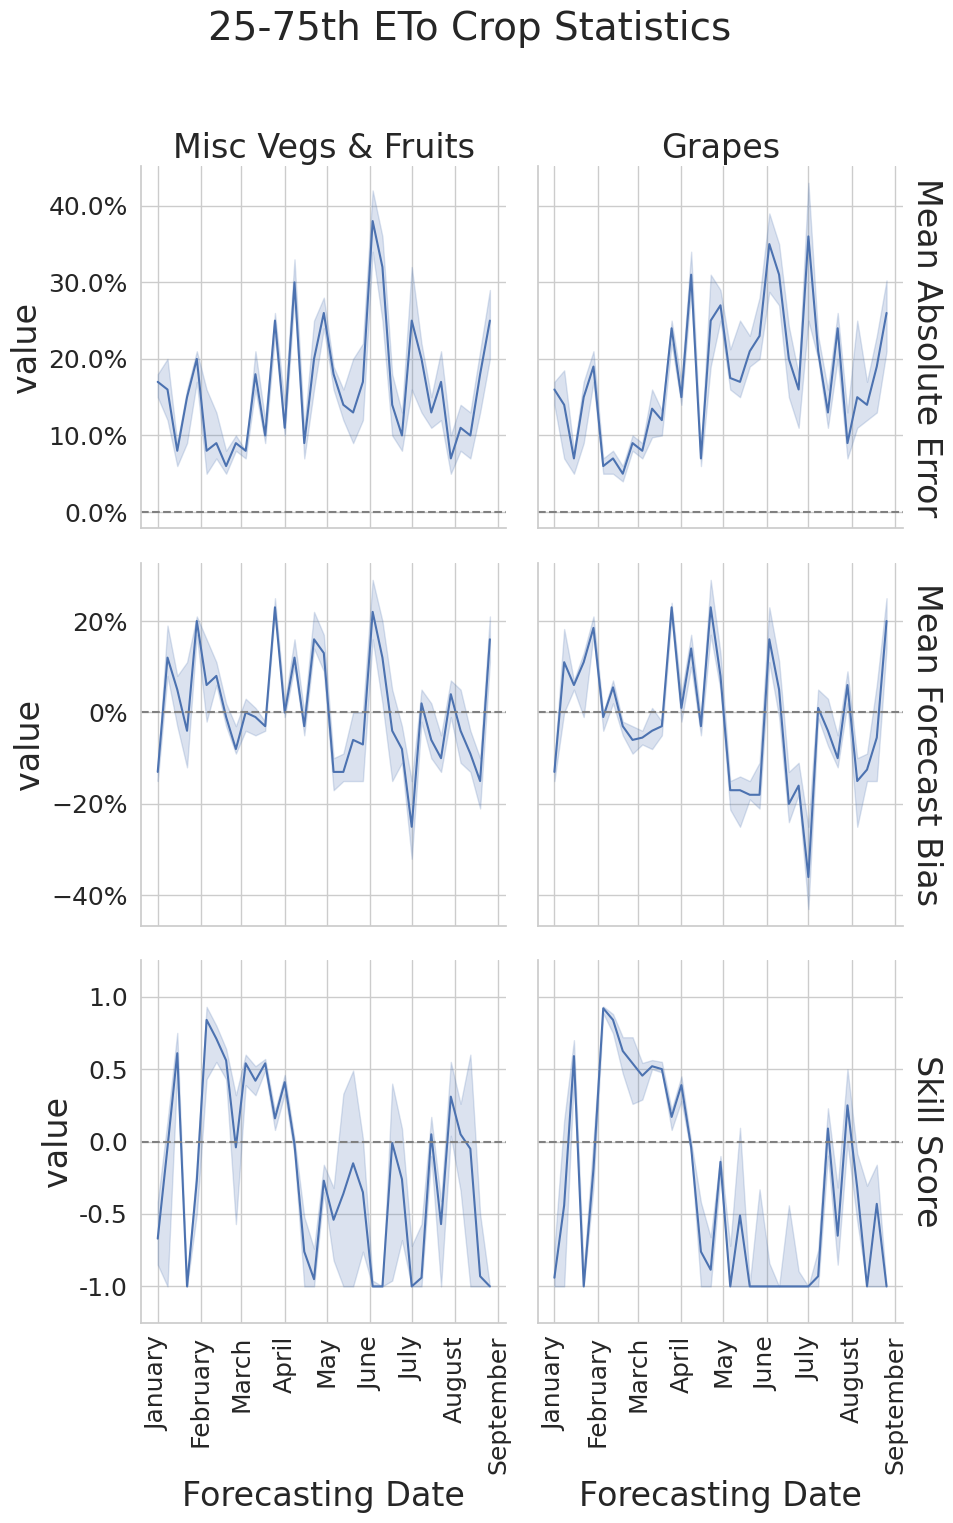 25-75th ETo Crop Statistics
Misc Vegs & Fruits
Grapes
40.0%
30.0%
20.0%
10.0%
0.0%
value
Mean Absolute Error
20%
0%
−20%
−40%
value
Mean Forecast Bias
1.0
0.5
0.0
-0.5
-1.0
value
Skill Score
January
February
March
April
May
June
July
August
September
January
February
March
April
May
June
July
August
September
Forecasting Date
Forecasting Date